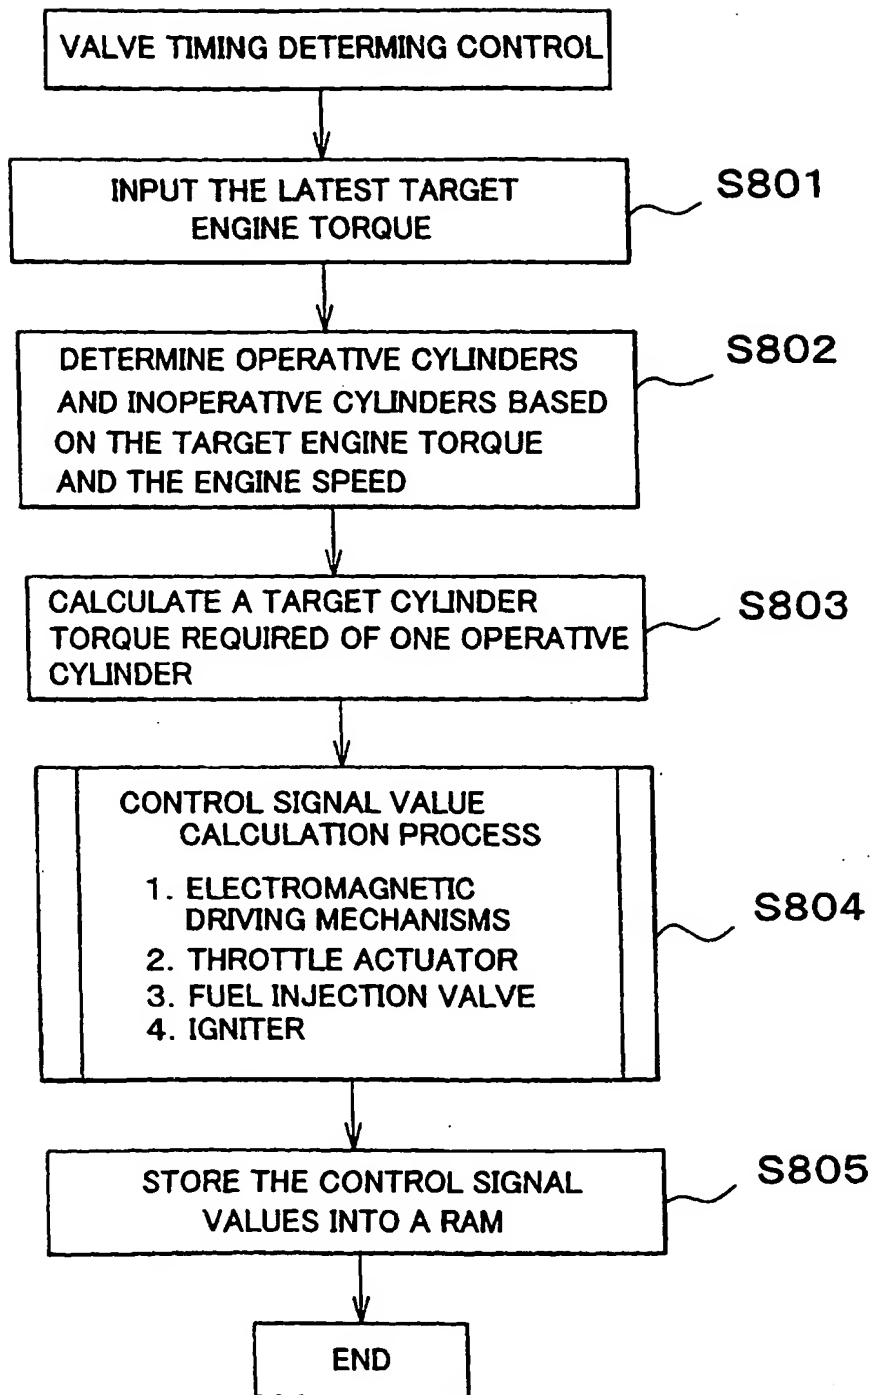 VALVE TIMING DETERMING CONTROL
INPUT THE LATEST TARGET
ENGINE TORQUE
S801
DETERMINE OPERATIVE CYLINDERS
AND INOPERATIVE CYLINDERS BASED
ON THE TARGET ENGINE TORQUE
AND THE ENGINE SPEED
S802
CALCULATE A TARGET CYLINDER
TORQUE REQUIRED OF ONE OPERATIVE
CYLINDER
S803
CONTROL SIGNAL VALUE
CALCULATION PROCESS
1. ELECTROMAGNETIC
DRIVING MECHANISMS
2. THROTTLE ACTUATOR
3. FUEL INJECTION VALVE
4. IGNITER
S804
STORE THE CONTROL SIGNAL
VALUES INTO A RAM
S805
END